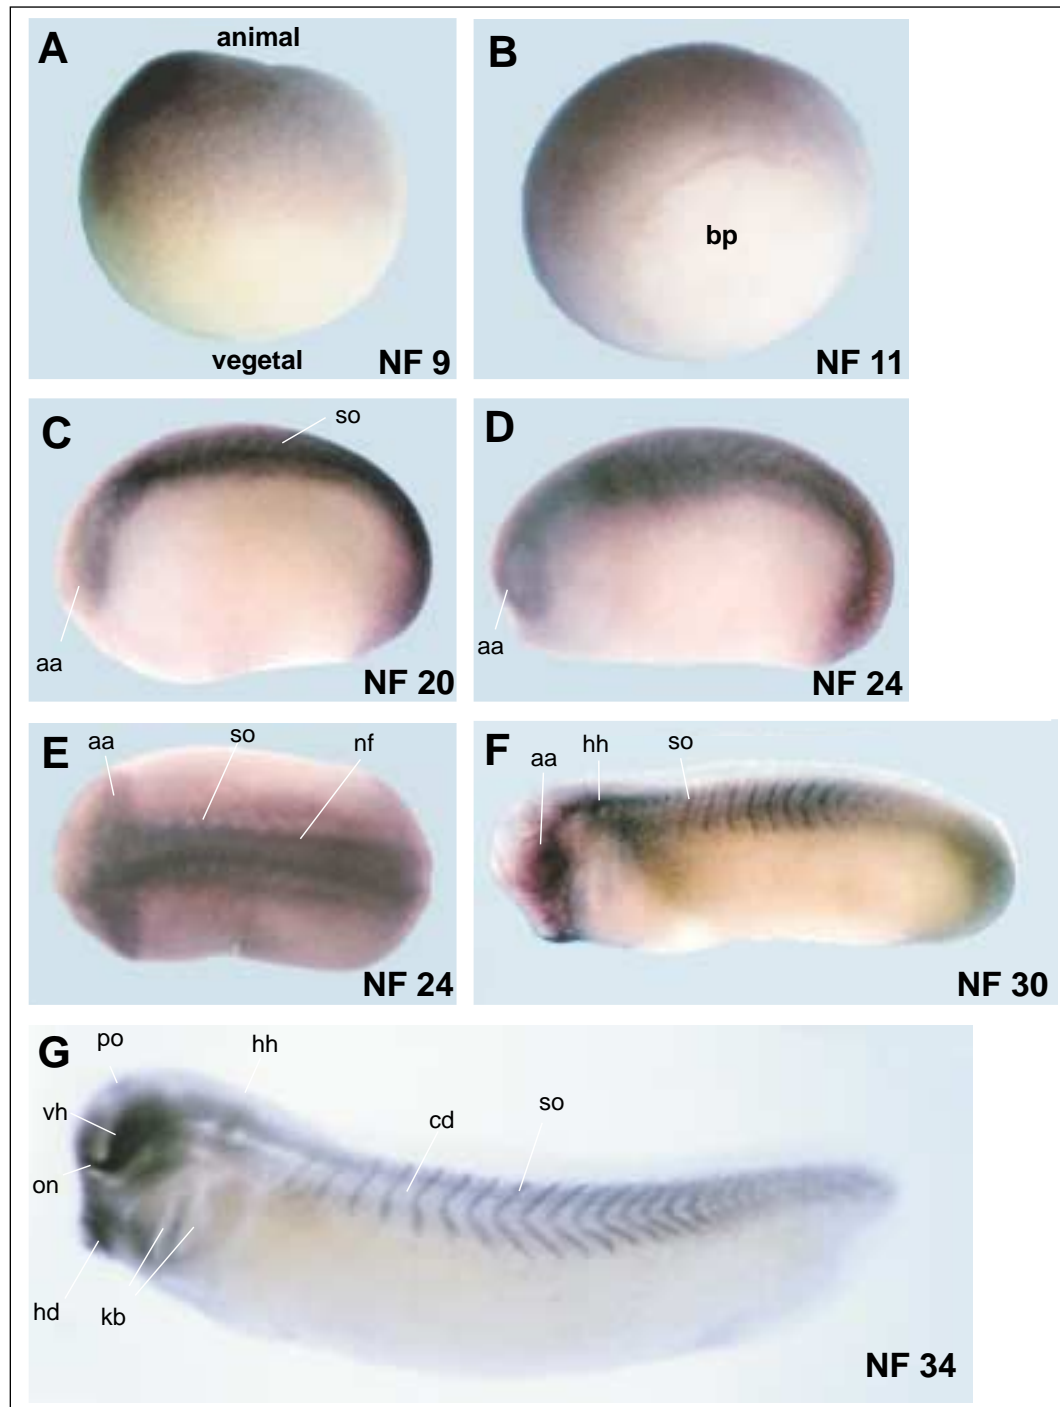 A
animal
vegetal
NF 9
B
bp
NF 11
C
so
aa
NF 20
D
aa
NF 24
E
aa
so
nf
NF 24
F
aa
hh
so
NF 30
G
po
hh
vh
cd
so
on
hd
kb
NF 34